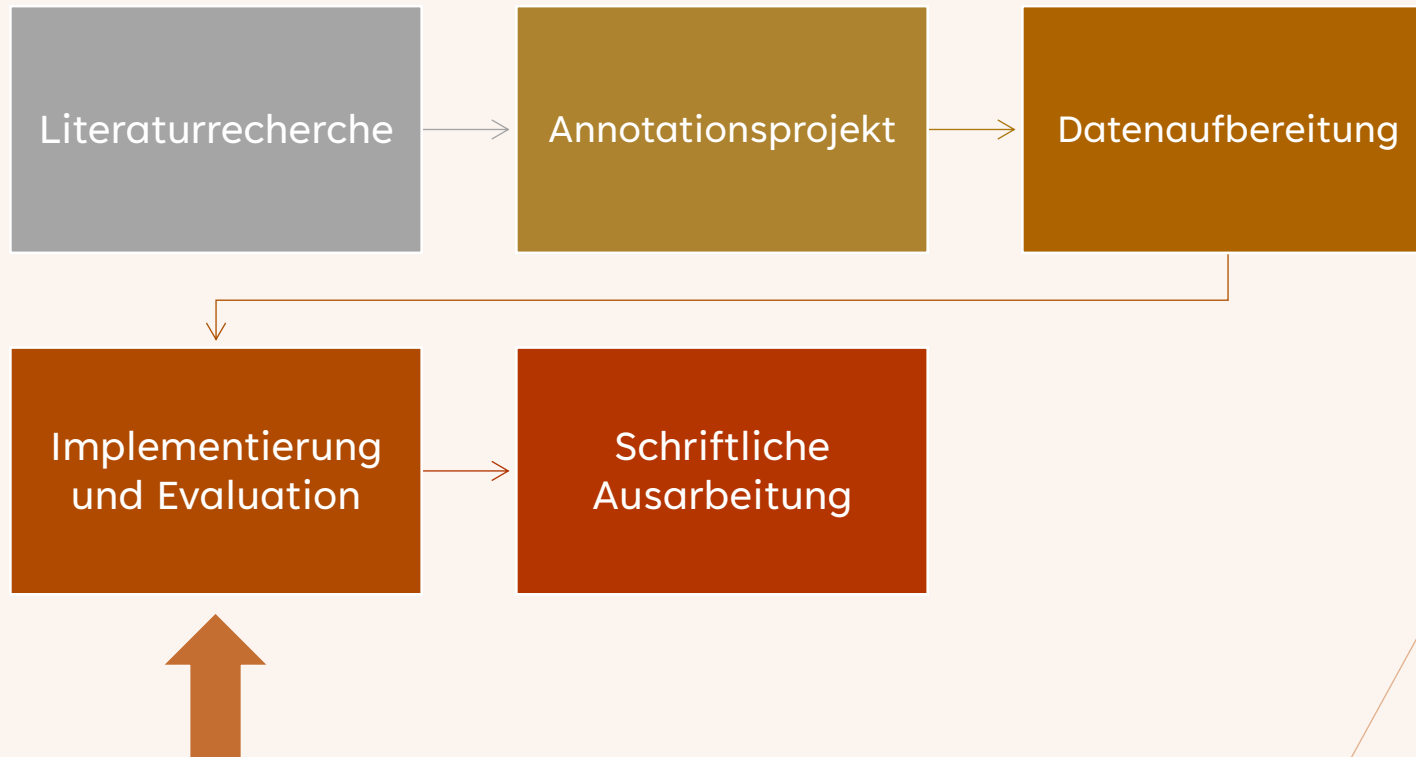 Literaturrecherche
Annotationsprojekt
Datenaufbereitung
Implementierung
und Evaluation
Schriftliche
Ausarbeitung